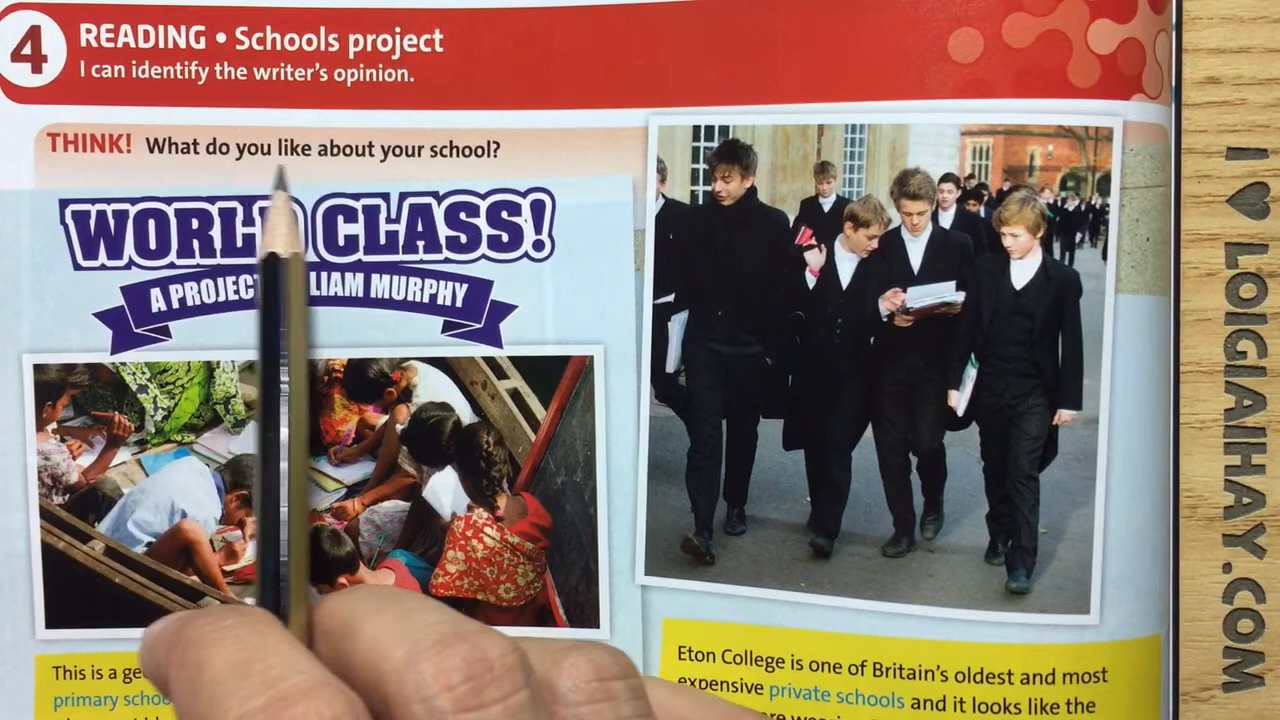 4
READING • Schools project
I can identify the writer's opinion.
THINK! What do you like about your school?
WORLD CLASS!
A PROJECT LIAM MURPHY
This is a
primary
Eton College is one of Britain's oldest and most
expensive private schools and it looks like the
I ♥ LOIGIAIHAY.COM